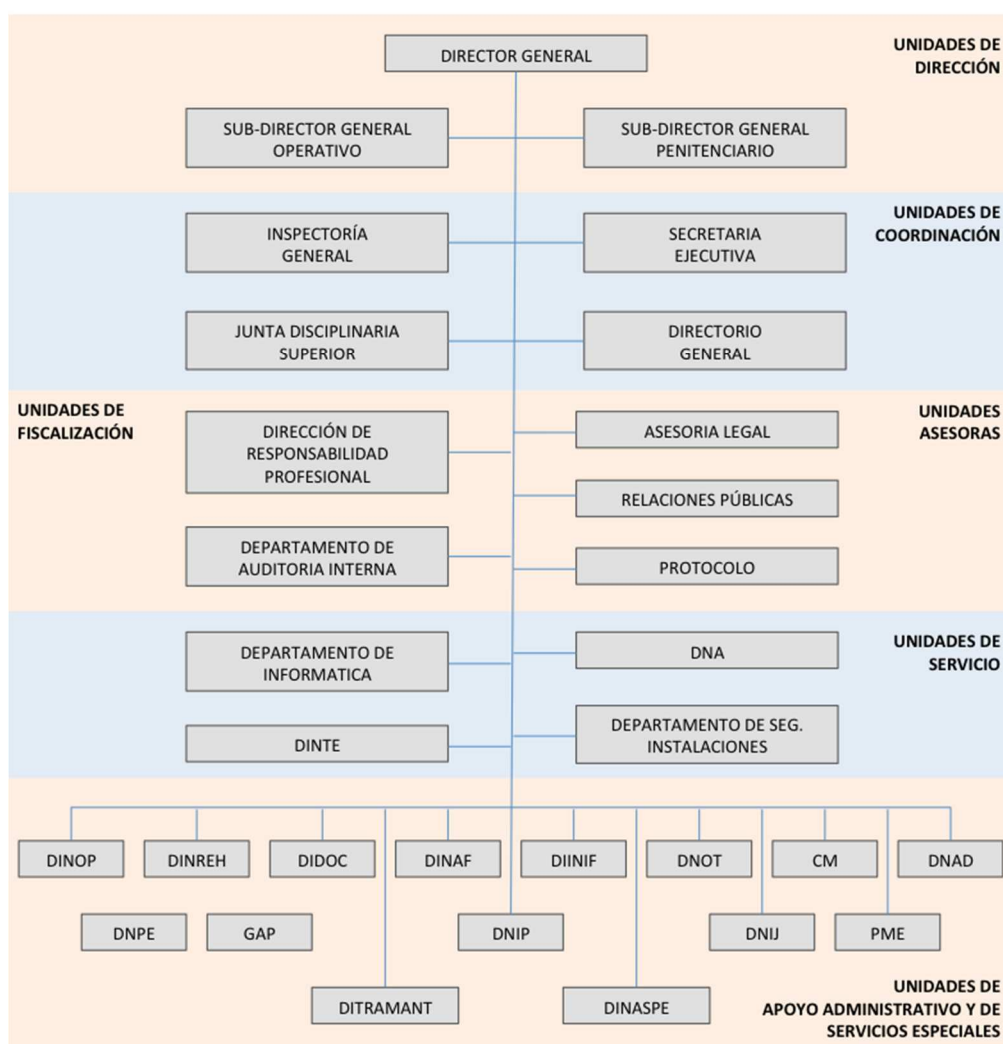 DIRECTOR GENERAL
UNIDADES DE
DIRECCIÓN
SUB-DIRECTOR GENERAL
OPERATIVO
SUB-DIRECTOR GENERAL
PENITENCIARIO
UNIDADES DE
COORDINACIÓN
INSPECTORÍA
GENERAL
SECRETARIA
EJECUTIVA
JUNTA DISCIPLINARIA
SUPERIOR
DIRECTORIO
GENERAL
UNIDADES DE
FISCALIZACIÓN
UNIDADES
ASESORAS
DIRECCIÓN DE
RESPONSABILIDAD
PROFESIONAL
ASESORIA LEGAL
RELACIONES PÚBLICAS
DEPARTAMENTO DE
AUDITORIA INTERNA
PROTOCOLO
UNIDADES DE
SERVICIO
DEPARTAMENTO DE
INFORMATICA
DNA
DINTE
DEPARTAMENTO DE SEG.
INSTALACIONES
DINOP
DINREH
DIDOC
DINAF
DIINIF
DNOT
CM
DNAD
DNPE
GAP
DNIP
DNIJ
PME
DITRAMANT
DINASPE
UNIDADES DE
APOYO ADMINISTRATIVO Y DE
SERVICIOS ESPECIALES